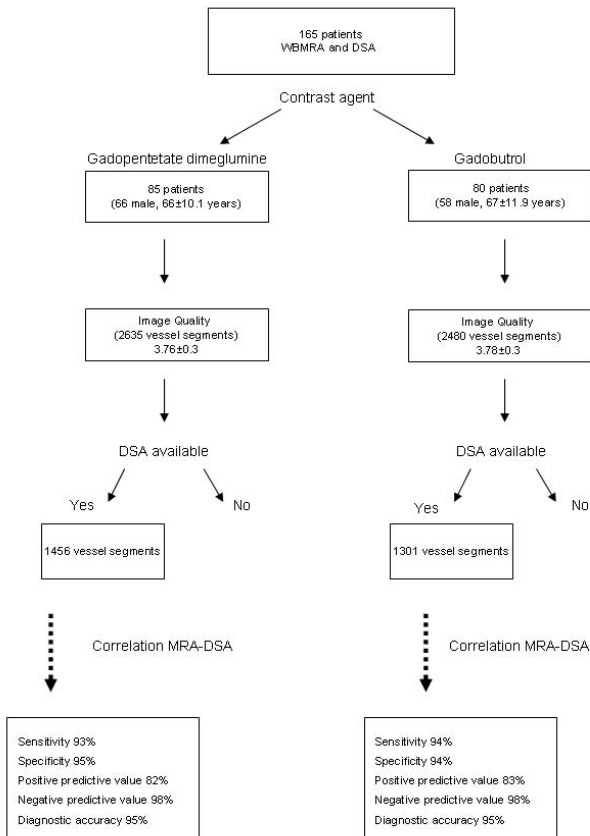 165 patients
WBMRA and DSA
Contrast agent
Gadopentetate dimeglumine
85 patients
(66 male, 66±10.1 years)
Image Quality
(2635 vessel segments)
3.76±0.3
DSA available
Yes
No
1456 vessel segments
Correlation MRA-DSA
Sensitivity 93%
Specificity 95%
Positive predictive value 82%
Negative predictive value 98%
Diagnostic accuracy 95%
Gadobutrol
80 patients
(58 male, 67±11.9 years)
Image Quality
(2480 vessel segments)
3.78±0.3
DSA available
Yes
No
1301 vessel segments
Correlation MRA-DSA
Sensitivity 94%
Specificity 94%
Positive predictive value 83%
Negative predictive value 98%
Diagnostic accuracy 95%